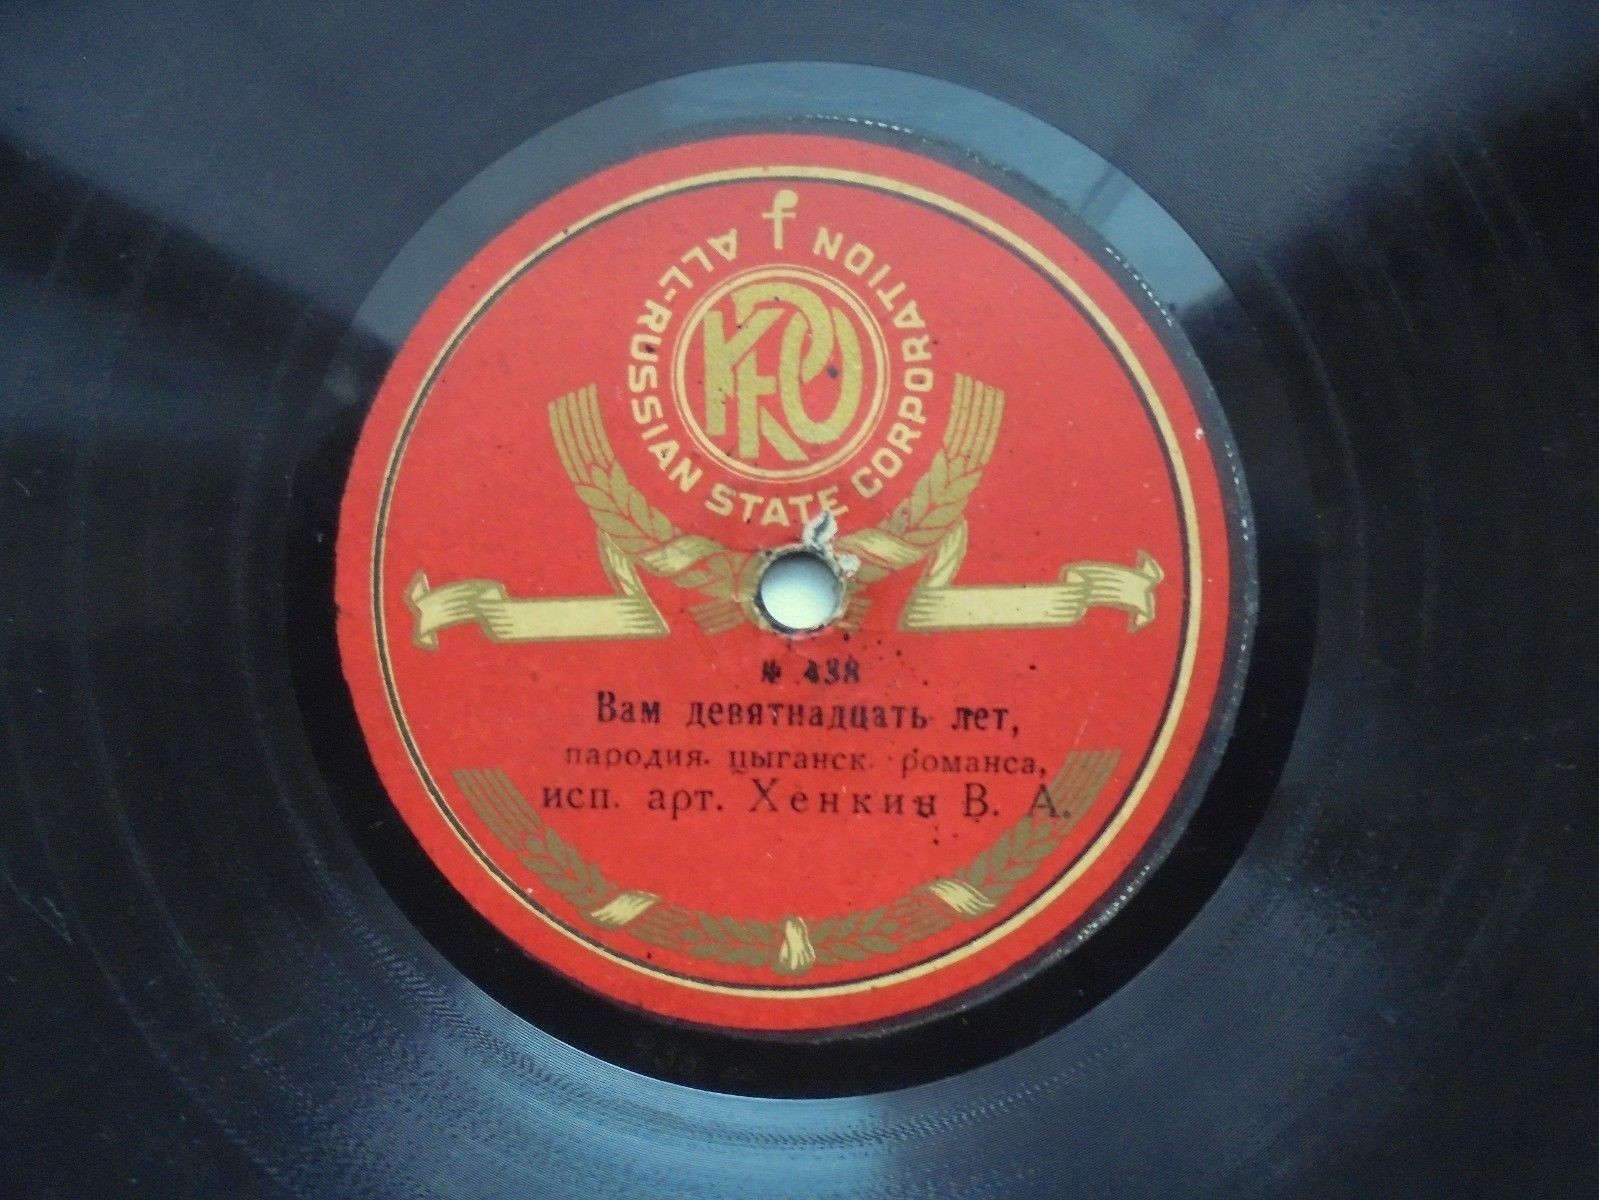 ALL-RUSSIAN STATE CORPORATION
№ 438
Вам девятнадцать лет,
пародия. цыганск. романса,
исп. арт. Хенкин В. А.